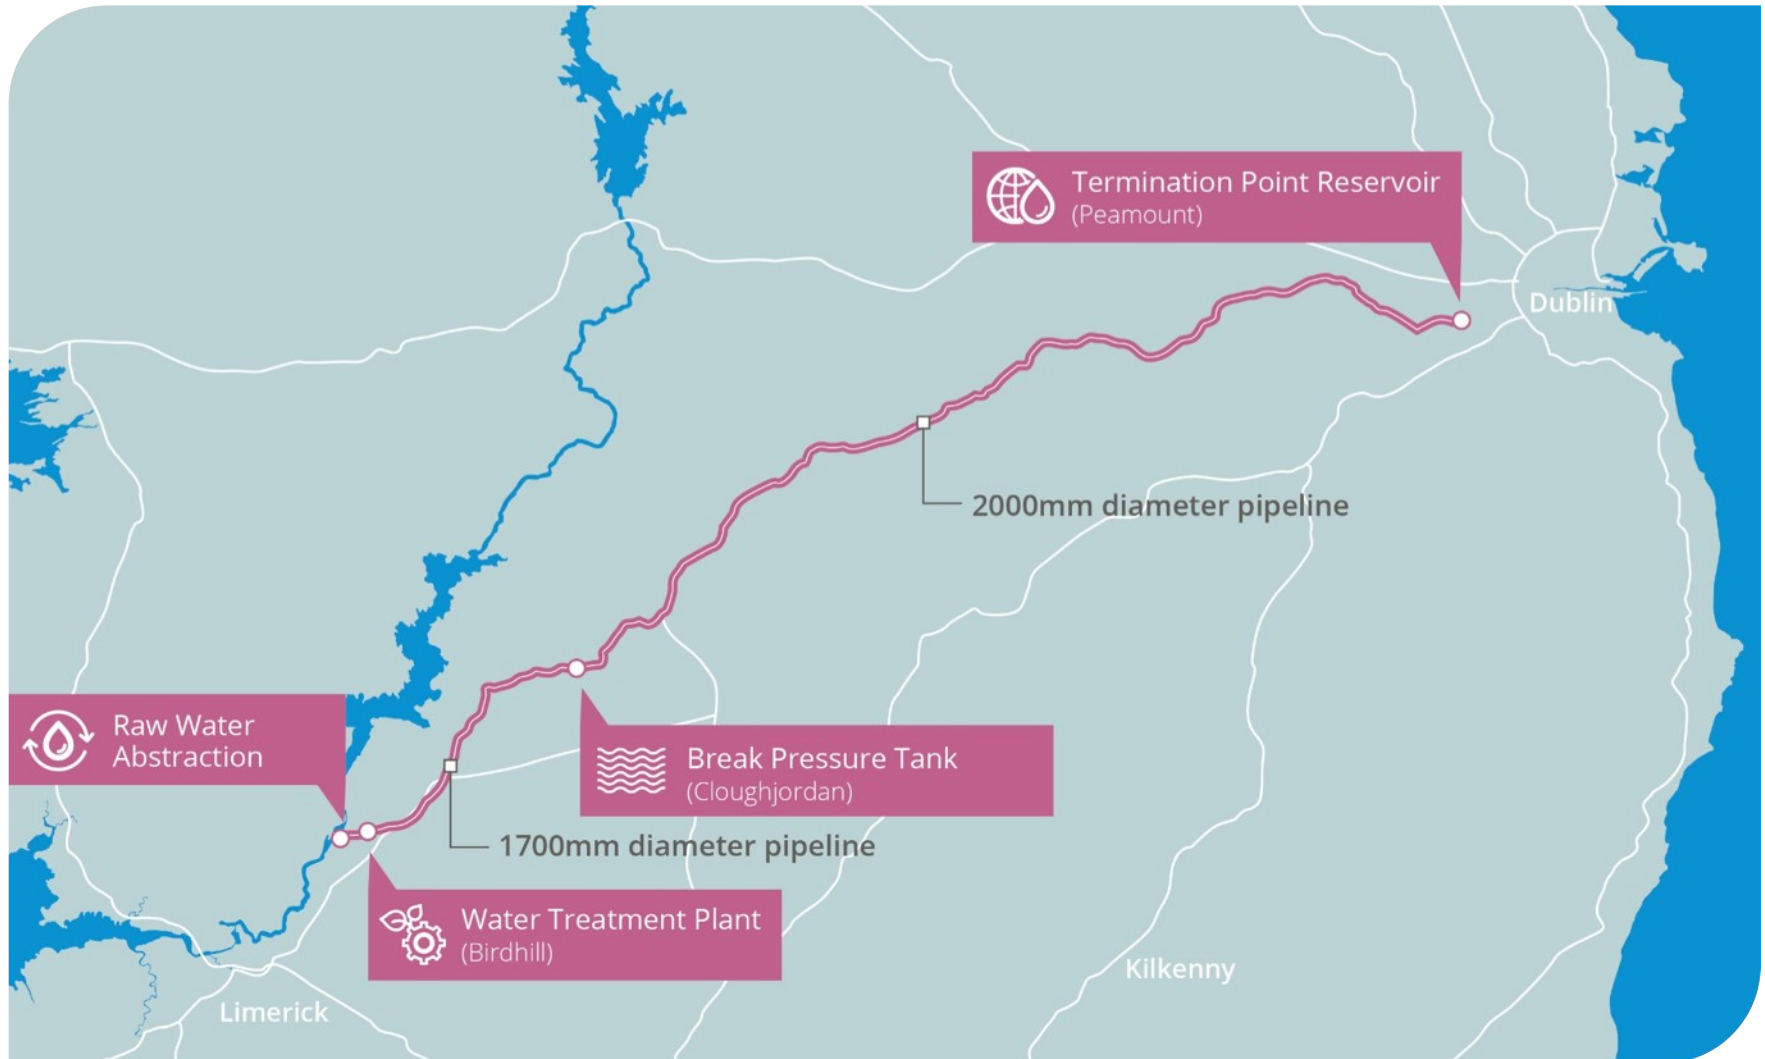 Termination Point Reservoir
(Peamount)
Dublin
2000mm diameter pipeline
Raw Water
Abstraction
Break Pressure Tank
(Cloughjordan)
1700mm diameter pipeline
Water Treatment Plant
(Birdhill)
Kilkenny
Limerick